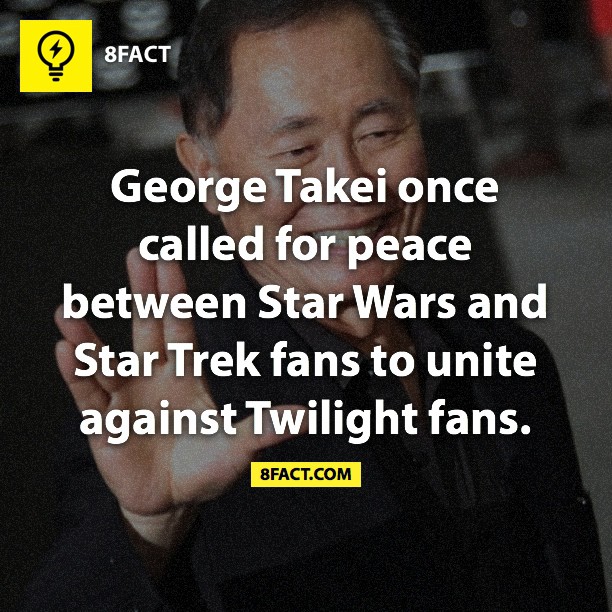 8FACT
George Takei once
called for peace
between Star Wars and
Star Trek fans to unite
against Twilight fans.
8FACT.COM